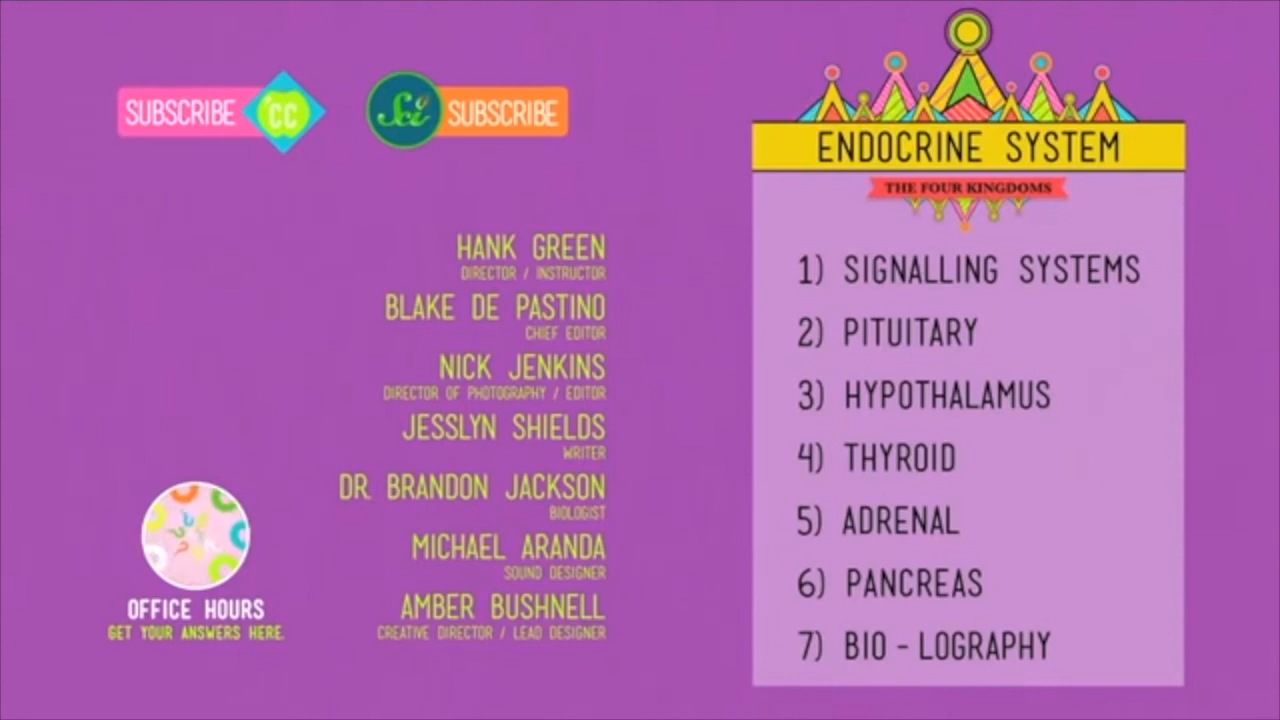 SUBSCRIBE CC
Sci SUBSCRIBE
HANK GREEN
DIRECTOR / INSTRUCTOR
BLAKE DE PASTINO
CHIEF EDITOR
NICK JENKINS
DIRECTOR OF PHOTOGRAPHY / EDITOR
JESSLYN SHIELDS
WRITER
DR. BRANDON JACKSON
BIOLOGIST
MICHAEL ARANDA
SOUND DESIGNER
AMBER BUSHNELL
CREATIVE DIRECTOR / LEAD DESIGNER
OFFICE HOURS
GET YOUR ANSWERS HERE.
ENDOCRINE SYSTEM
THE FOUR KINGDOMS
1) SIGNALLING SYSTEMS
2) PITUITARY
3) HYPOTHALAMUS
4) THYROID
5) ADRENAL
6) PANCREAS
7) BIO - LOGRAPHY